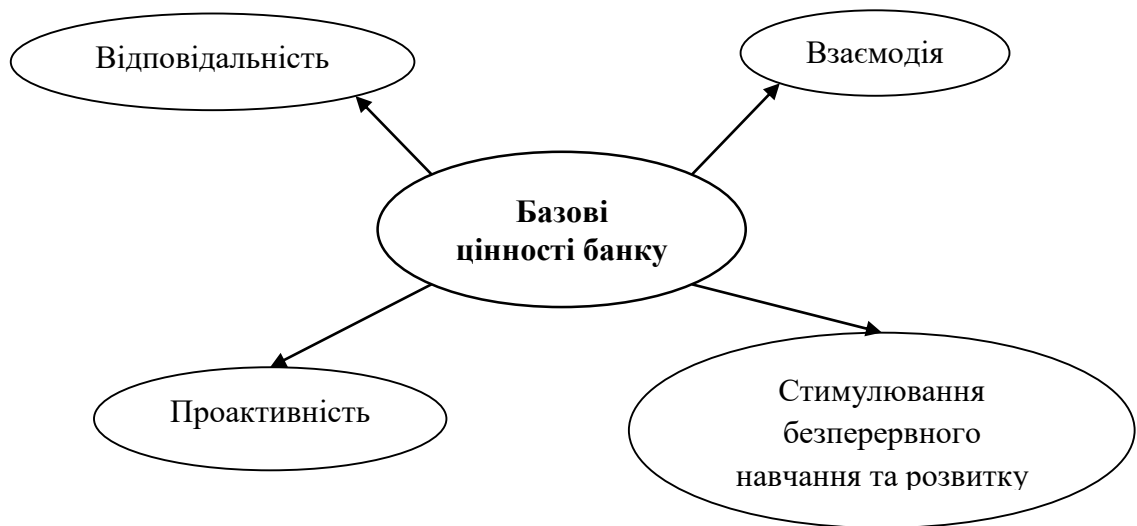 Відповідальність
Взаємодія
Базові
цінності банку
Проактивність
Стимулювання
безперервного
навчання та розвитку